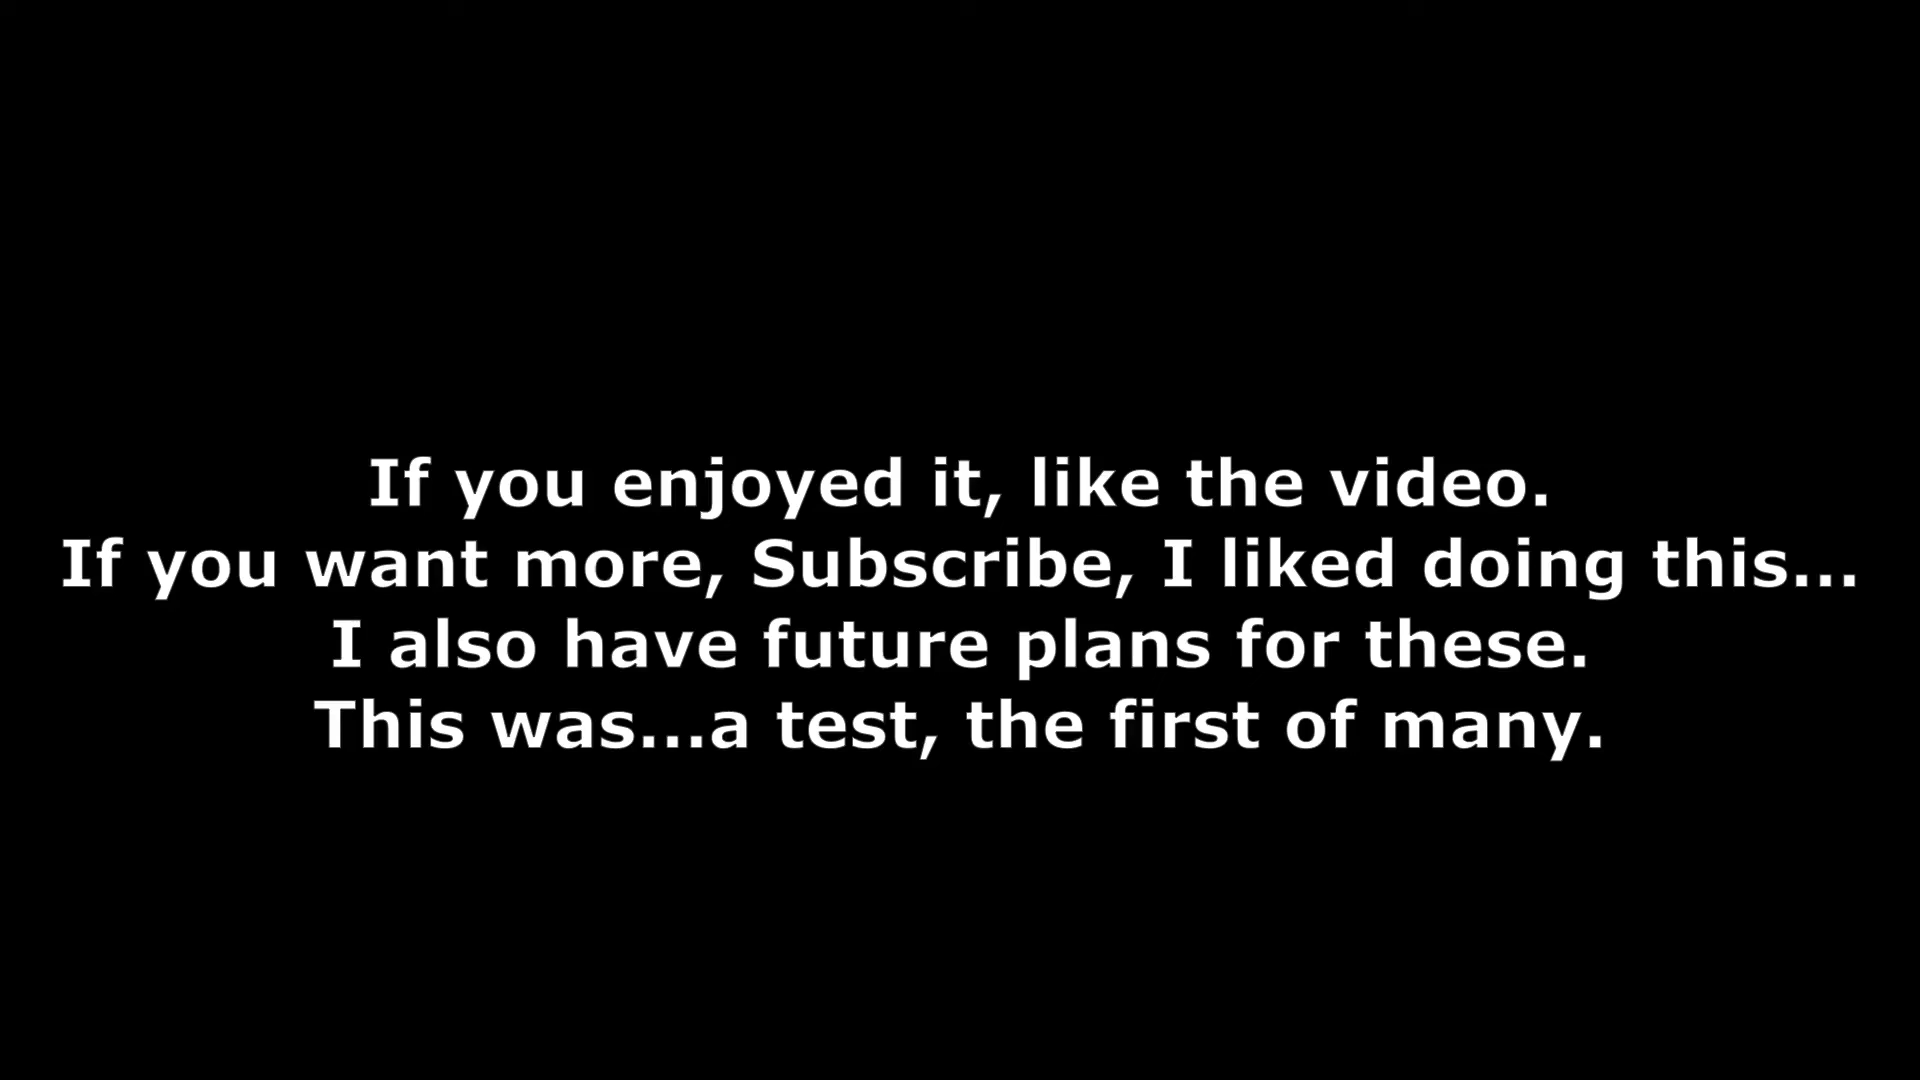 If you enjoyed it, like the video.
If you want more, Subscribe, I liked doing this...
I also have future plans for these.
This was...a test, the first of many.